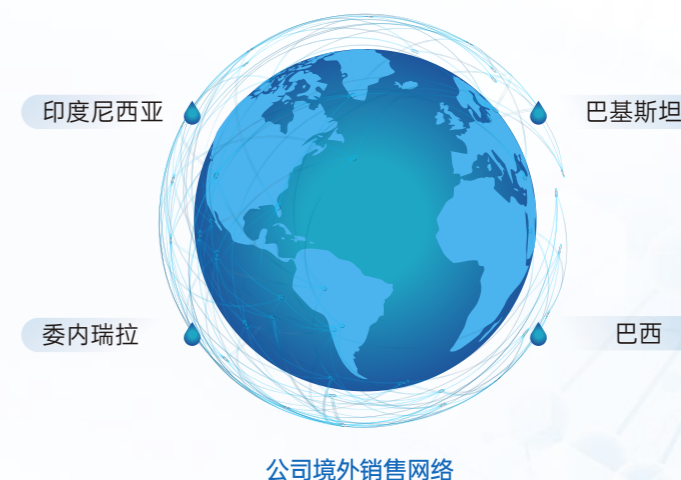 印度尼西亚
巴基斯坦
委内瑞拉
巴西
公司境外销售网络